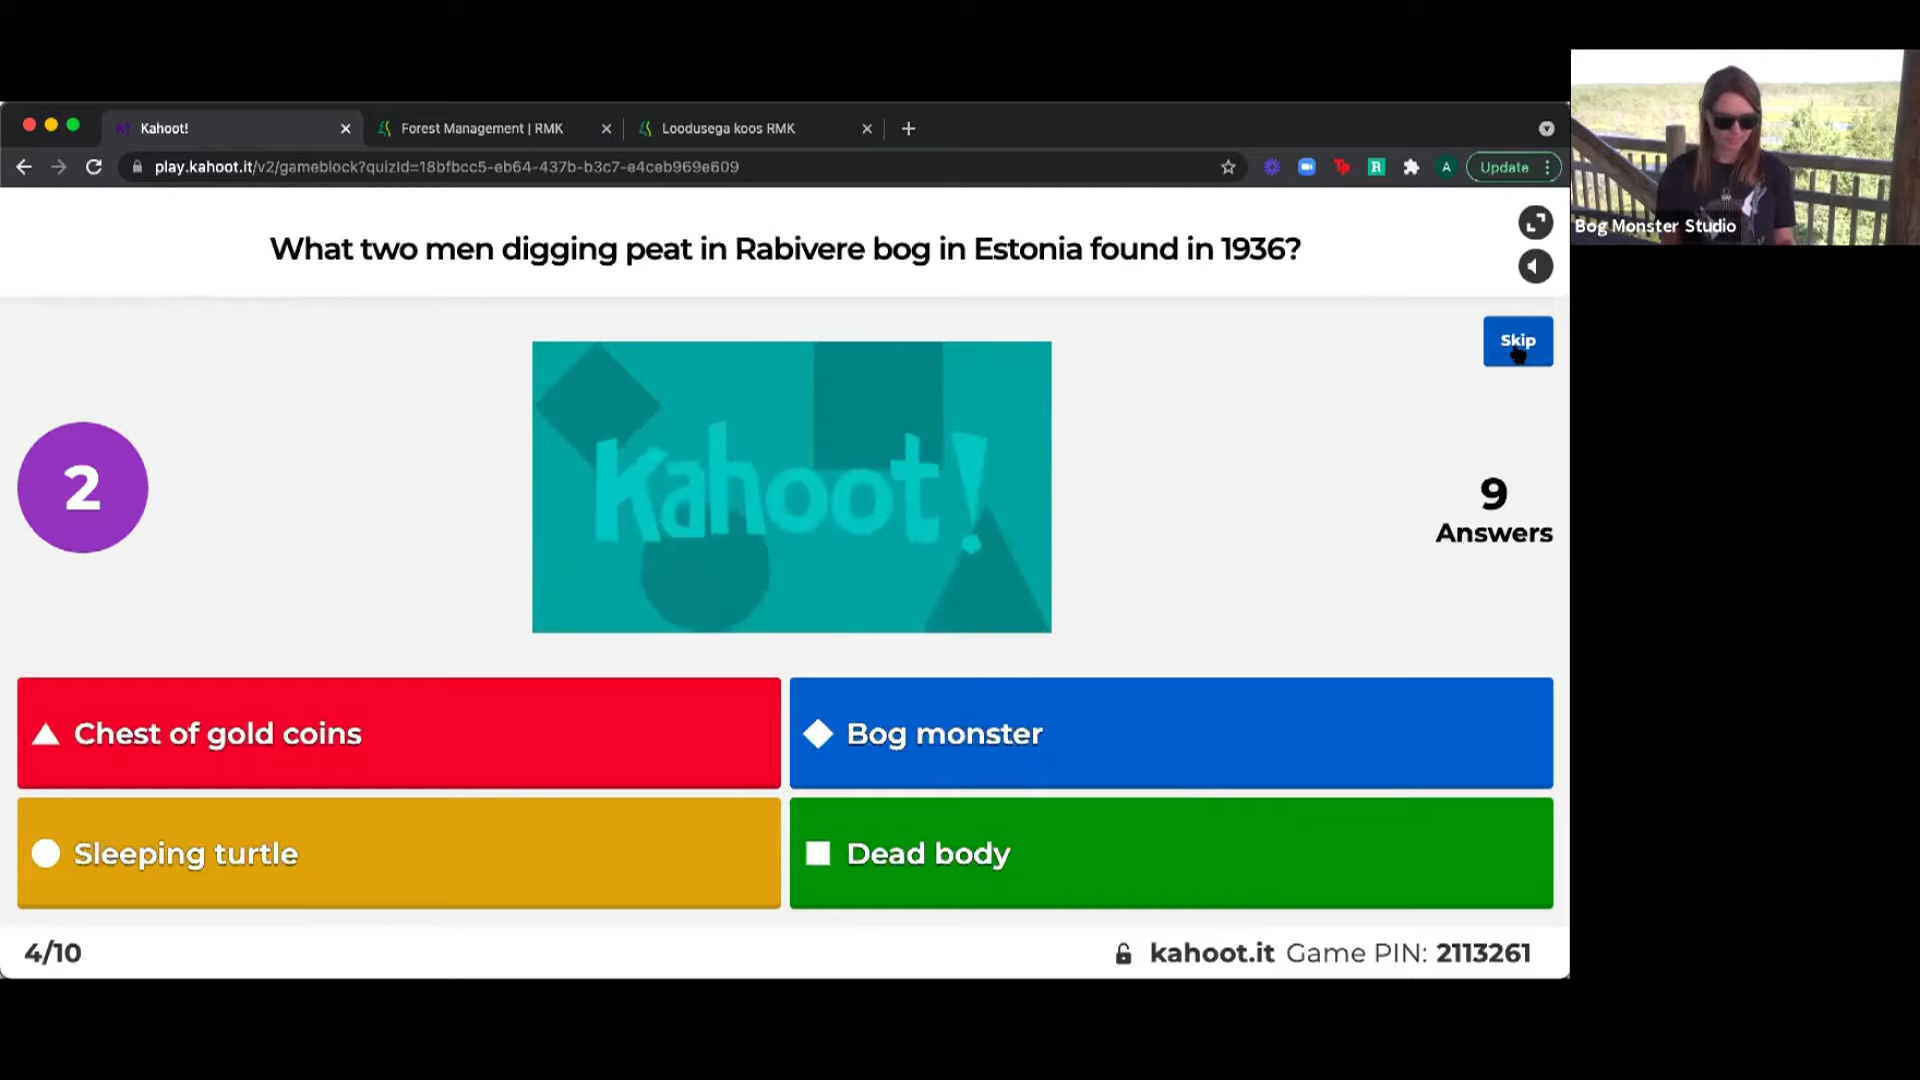 Kahoot!
Forest Management | RMK
Loodusega koos RMK
play.kahoot.it/v2/gameblock?quizId=18bfbcc5-eb64-437b-b3c7-e4ceb969e609
A
Update
What two men digging peat in Rabivere bog in Estonia found in 1936?
Bog Monster Studio
Skip
2
Kahoot!
9
Answers
Chest of gold coins
Bog monster
Sleeping turtle
Dead body
4/10
kahoot.it Game PIN: 2113261